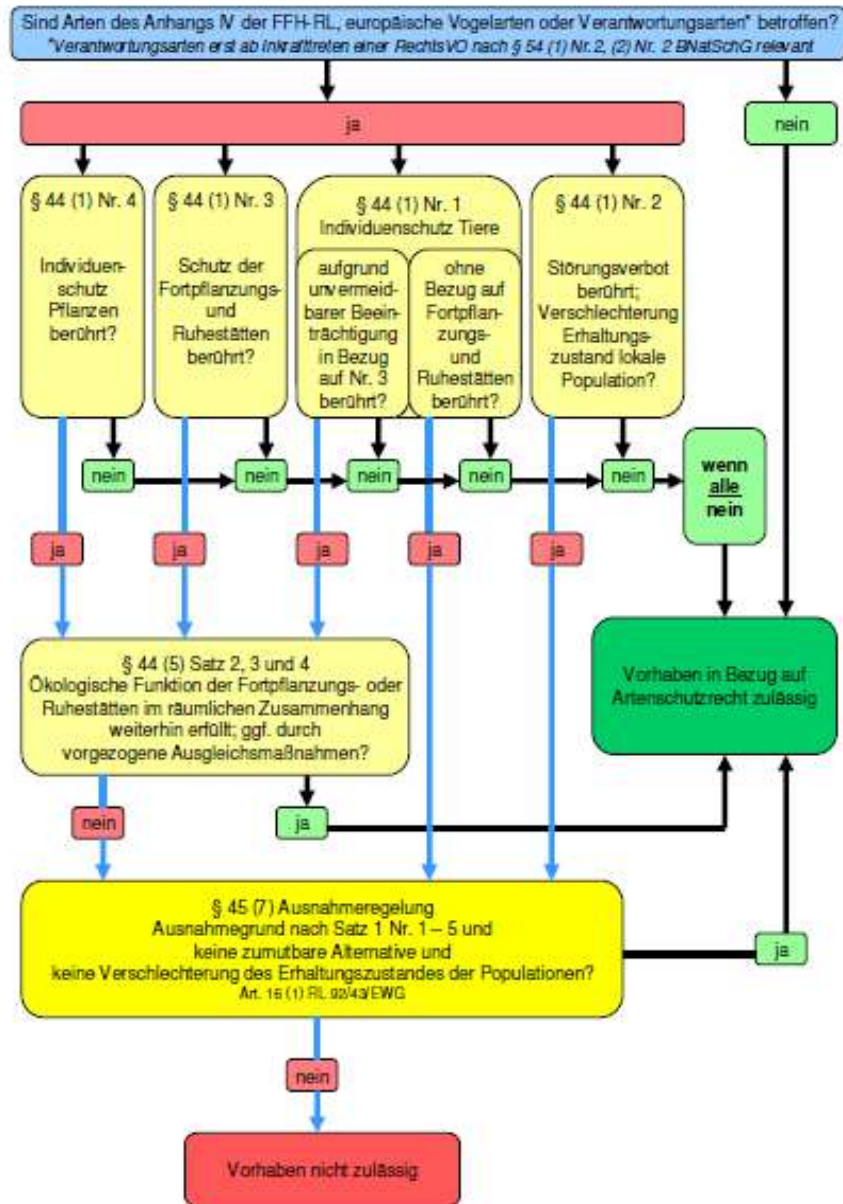 Sind Arten des Anhangs IV der FFH-RL, europäische Vogelarten oder Verantwortungsarten* betroffen?
*Verantwortungsarten erst ab Inkrafttreten einer RechtsVO nach § 54 (1) Nr. 2, (2) Nr. 2 BNatSchG relevant
ja
nein
§ 44 (1) Nr. 4
Individuen-
schutz
Pflanzen
berührt?
§ 44 (1) Nr. 3
Schutz der
Fortpflanzungs-
und
Ruhestätten
berührt?
§ 44 (1) Nr. 1
Individuenschutz Tiere
aufgrund
unvermeid-
barer Beein-
trächtigung
in Bezug
auf Nr. 3
berührt?
ohne
Bezug auf
Fortpflan-
zungs-
und
Ruhestätten
berührt?
§ 44 (1) Nr. 2
Störungsverbot
berührt;
Verschlechterung
Erhaltungs-
zustand lokale
Population?
nein
nein
nein
nein
nein
wenn
alle
nein
ja
ja
ja
ja
ja
§ 44 (5) Satz 2, 3 und 4
Ökologische Funktion der Fortpflanzungs- oder
Ruhestätten im räumlichen Zusammenhang
weiterhin erfüllt; ggf. durch
vorgezogene Ausgleichsmaßnahmen?
Vorhaben in Bezug auf
Artenschutzrecht zulässig
nein
ja
§ 45 (7) Ausnahmeregelung
Ausnahmegrund nach Satz 1 Nr. 1 – 5 und
keine zumutbare Alternative und
keine Verschlechterung des Erhaltungszustandes der Populationen?
Art. 16 (1) RL 92/43/EWG
ja
nein
Vorhaben nicht zulässig